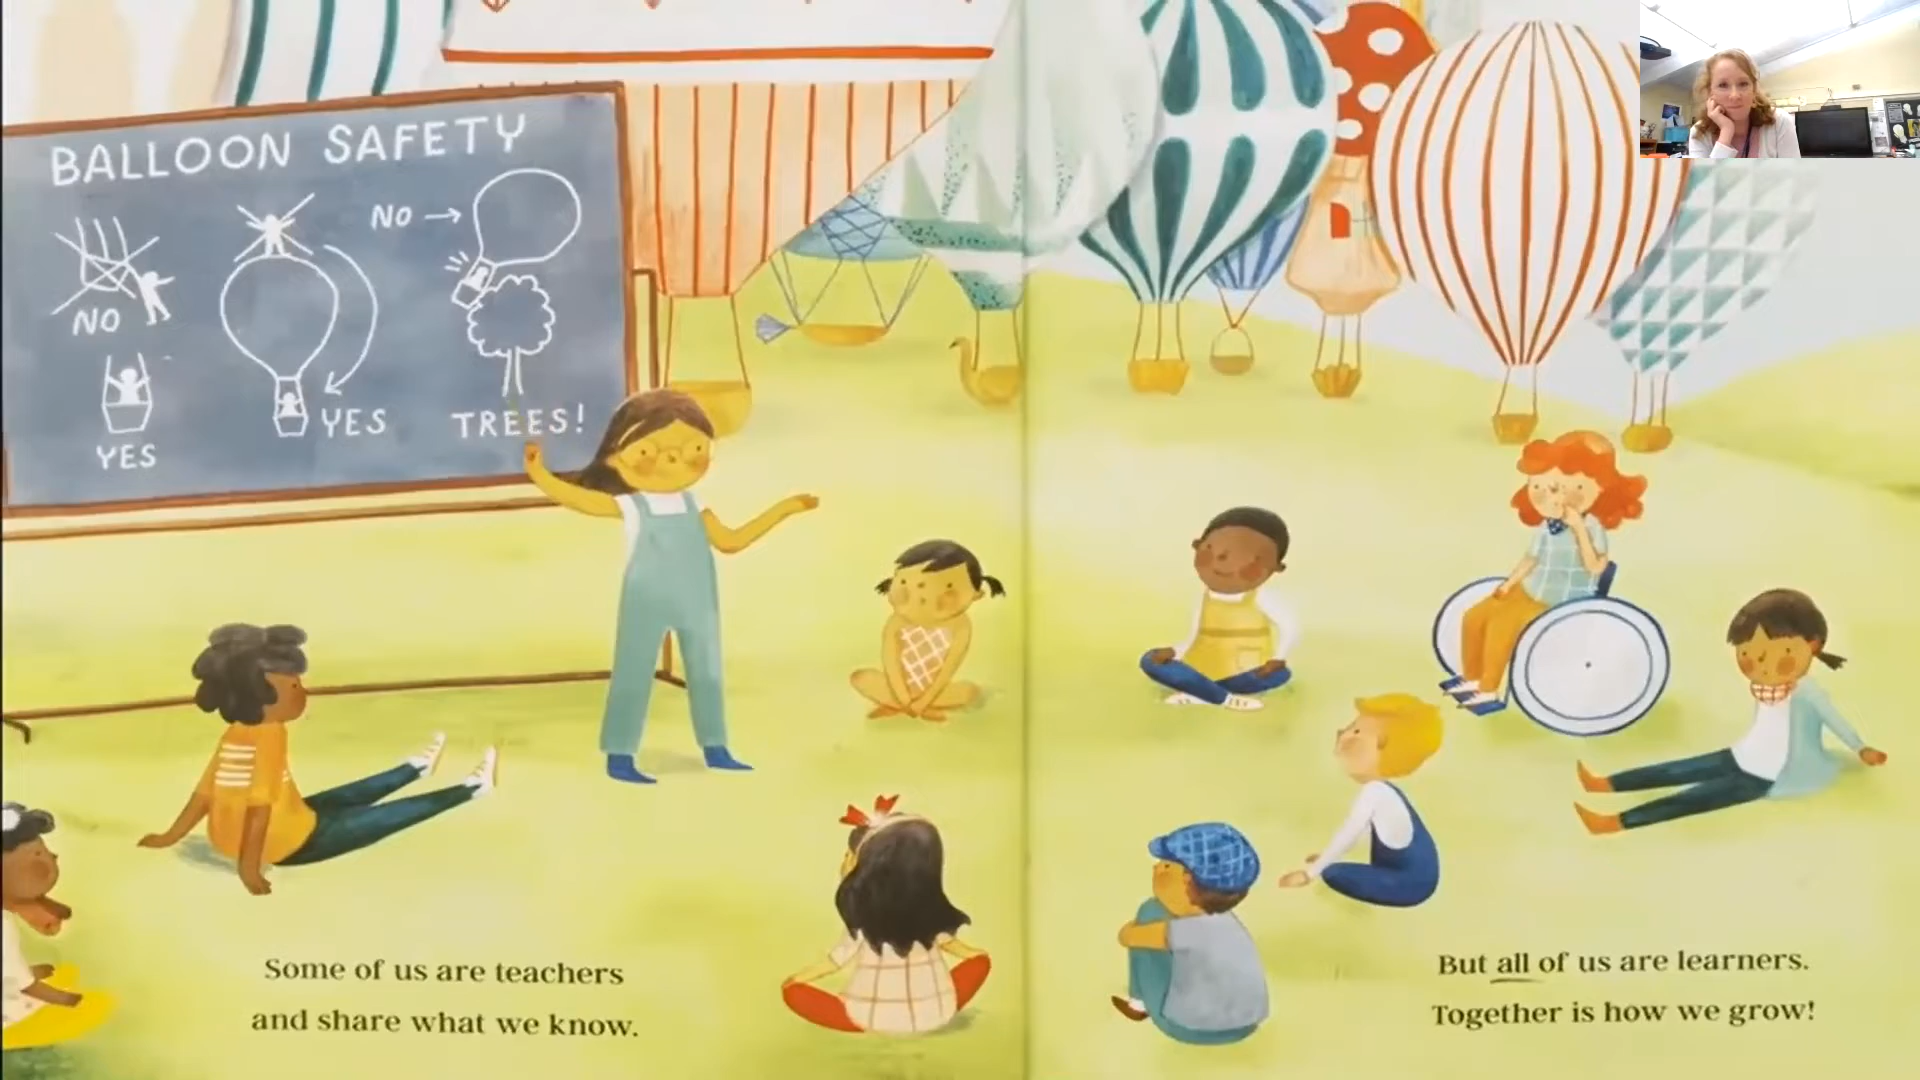 BALLOON SAFETY
NO →
NO
YES
YES
TREES!
Some of us are teachers
and share what we know.
But all of us are learners.
Together is how we grow!